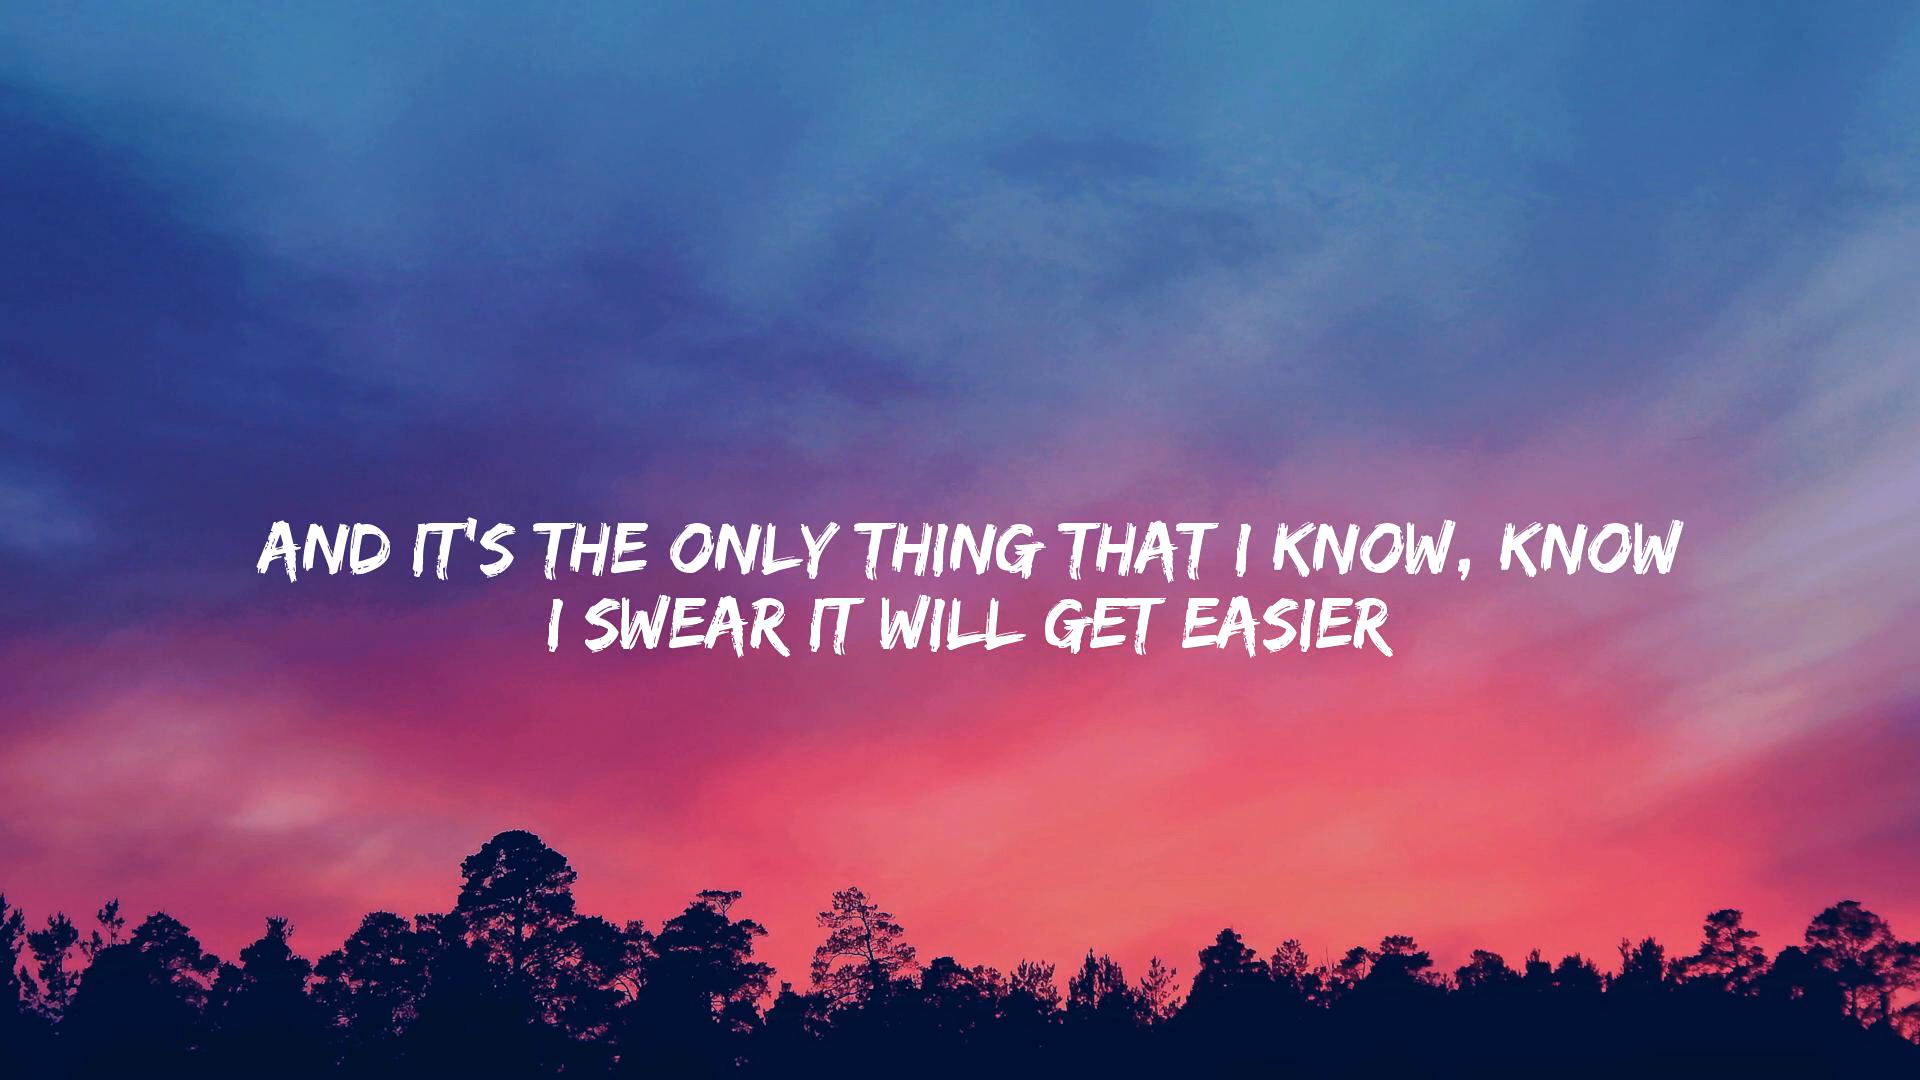 AND IT'S THE ONLY THING THAT I KNOW, KNOW
I SWEAR IT WILL GET EASIER